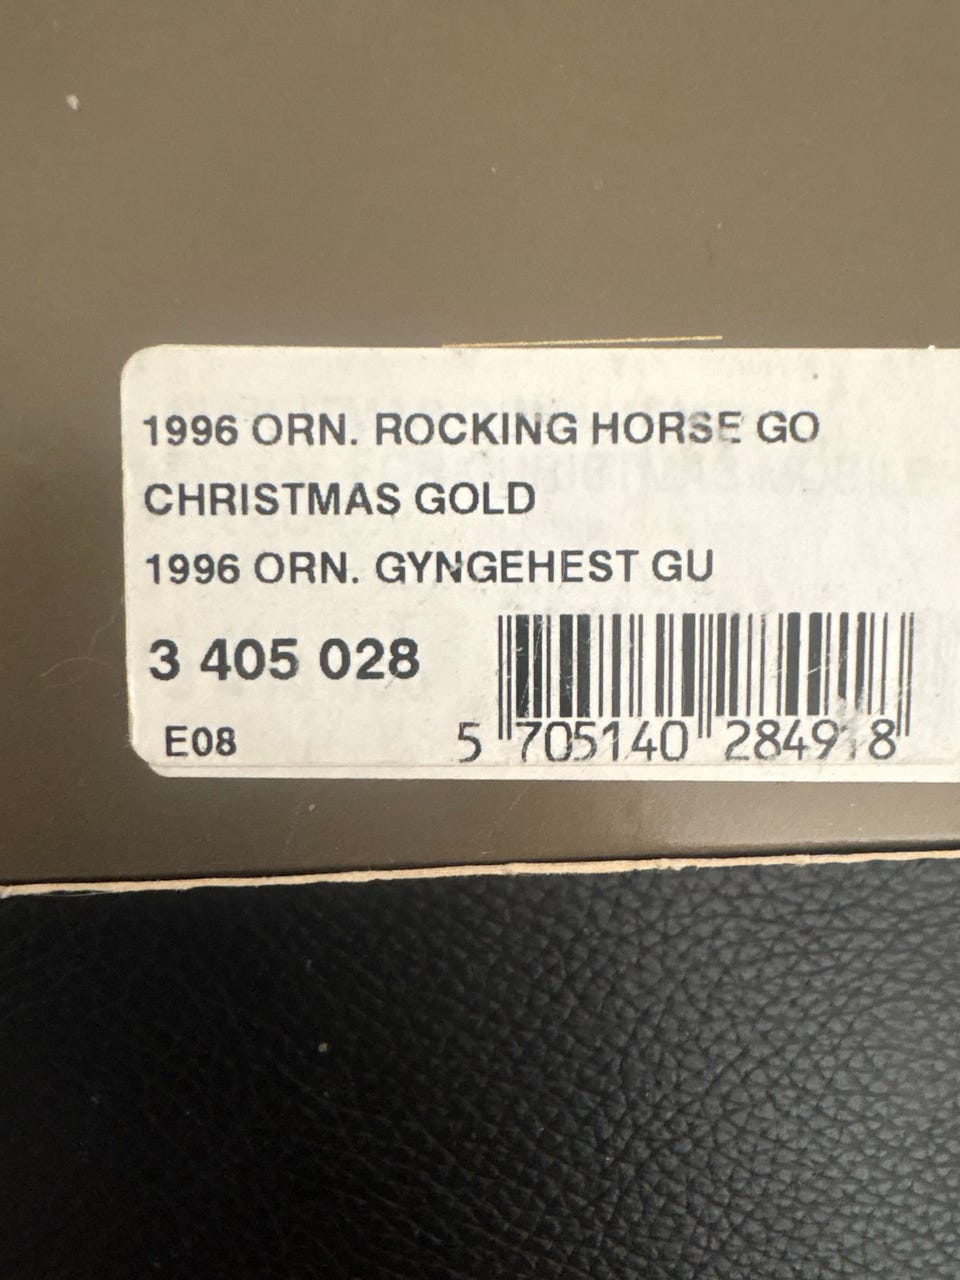 1996 ORN. ROCKING HORSE GO
CHRISTMAS GOLD
1996 ORN. GYNGEHEST GU
3 405 028
E08
5 705140 284918